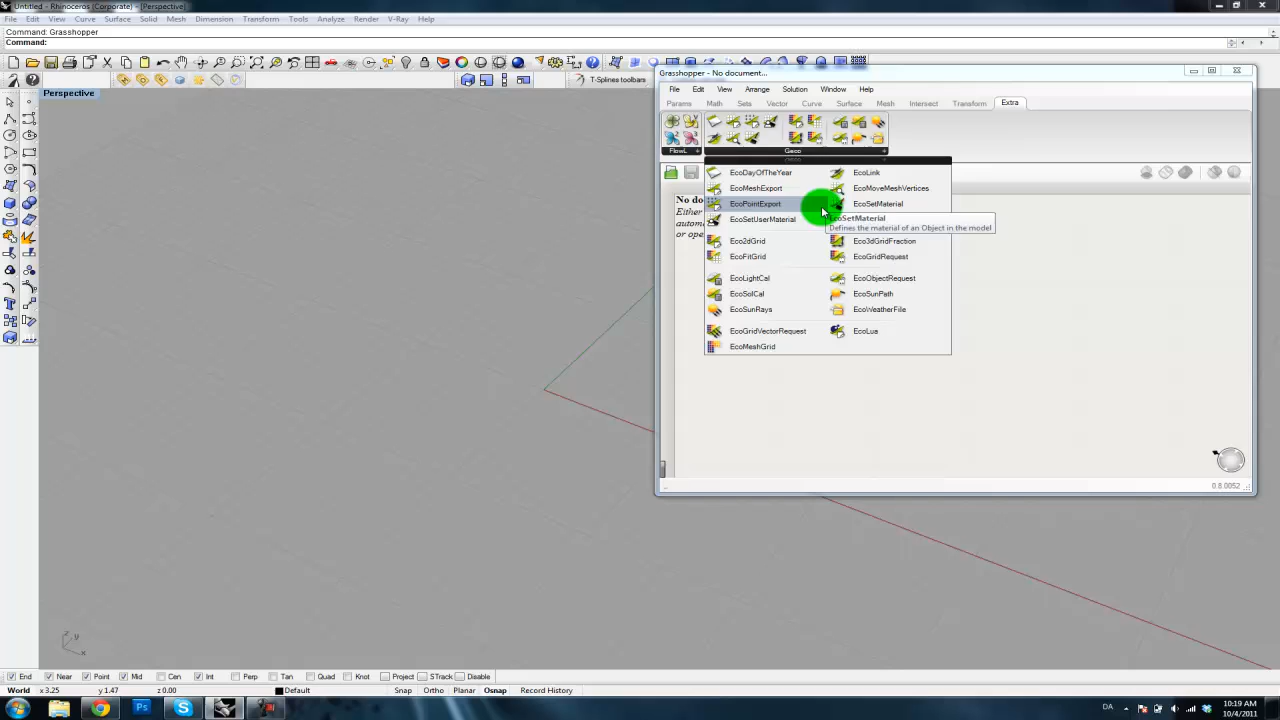 Untitled - Rhinoceros (Corporate) - [Perspective]
File Edit View Curve Surface Solid Mesh Dimension Transform Tools Analyze Render V-Ray Help
Command: Grasshopper
Command:
T-Splines toolbars
Perspective
Grasshopper - No document...
File Edit View Arrange Solution Window Help
Params Math Sets Vector Curve Surface Mesh Intersect Transform Extra
FlowL Geco
EcoDayOfTheYear EcoLink
EcoMeshExport EcoMoveMeshVertices
EcoPointExport EcoSetMaterial
EcoSetUserMaterial
EcoSetMaterial
Defines the material of an Object in the model
Eco2dGrid Eco3dGridFraction
EcoFitGrid EcoGridRequest
EcoLightCal EcoObjectRequest
EcoSolCal EcoSunPath
EcoSunRays EcoWeatherFile
EcoGridVectorRequest EcoLua
EcoMeshGrid
No do
Either
autom
or ope
0.8.0052
z y
x
End Near Point Mid Cen Int Perp Tan Quad Knot Project STrack Disable
World x 3.25 y 1.47 z 0.00 Default Snap Ortho Planar Osnap Record History
Ps
DA
10:19 AM
10/4/2011